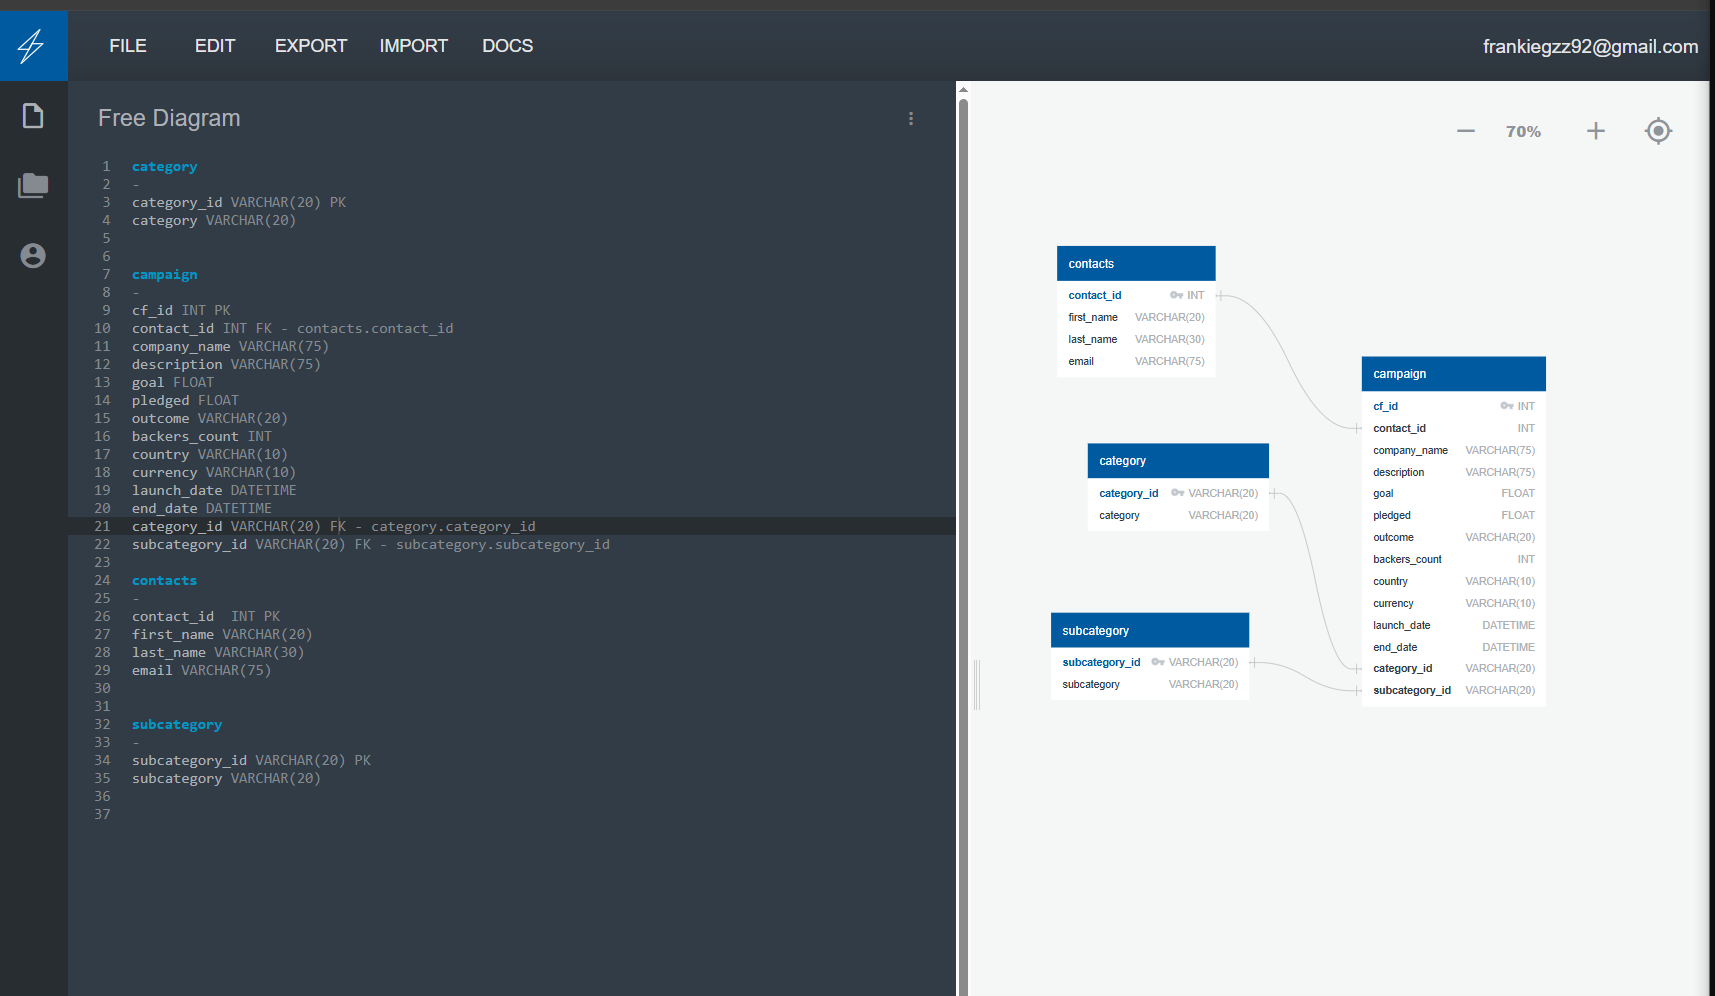 FILE EDIT EXPORT IMPORT DOCS
frankiegzz92@gmail.com
Free Diagram
1 category
2 -
3 category_id VARCHAR(20) PK
4 category VARCHAR(20)
5
6
7 campaign
8 -
9 cf_id INT PK
10 contact_id INT FK - contacts.contact_id
11 company_name VARCHAR(75)
12 description VARCHAR(75)
13 goal FLOAT
14 pledged FLOAT
15 outcome VARCHAR(20)
16 backers_count INT
17 country VARCHAR(10)
18 currency VARCHAR(10)
19 launch_date DATETIME
20 end_date DATETIME
21 category_id VARCHAR(20) FK - category.category_id
22 subcategory_id VARCHAR(20) FK - subcategory.subcategory_id
23
24 contacts
25 -
26 contact_id  INT PK
27 first_name VARCHAR(20)
28 last_name VARCHAR(30)
29 email VARCHAR(75)
30
31
32 subcategory
33 -
34 subcategory_id VARCHAR(20) PK
35 subcategory VARCHAR(20)
36
37
70%
contacts
contact_id INT
first_name VARCHAR(20)
last_name VARCHAR(30)
email VARCHAR(75)
category
category_id VARCHAR(20)
category VARCHAR(20)
subcategory
subcategory_id VARCHAR(20)
subcategory VARCHAR(20)
campaign
cf_id INT
contact_id INT
company_name VARCHAR(75)
description VARCHAR(75)
goal FLOAT
pledged FLOAT
outcome VARCHAR(20)
backers_count INT
country VARCHAR(10)
currency VARCHAR(10)
launch_date DATETIME
end_date DATETIME
category_id VARCHAR(20)
subcategory_id VARCHAR(20)